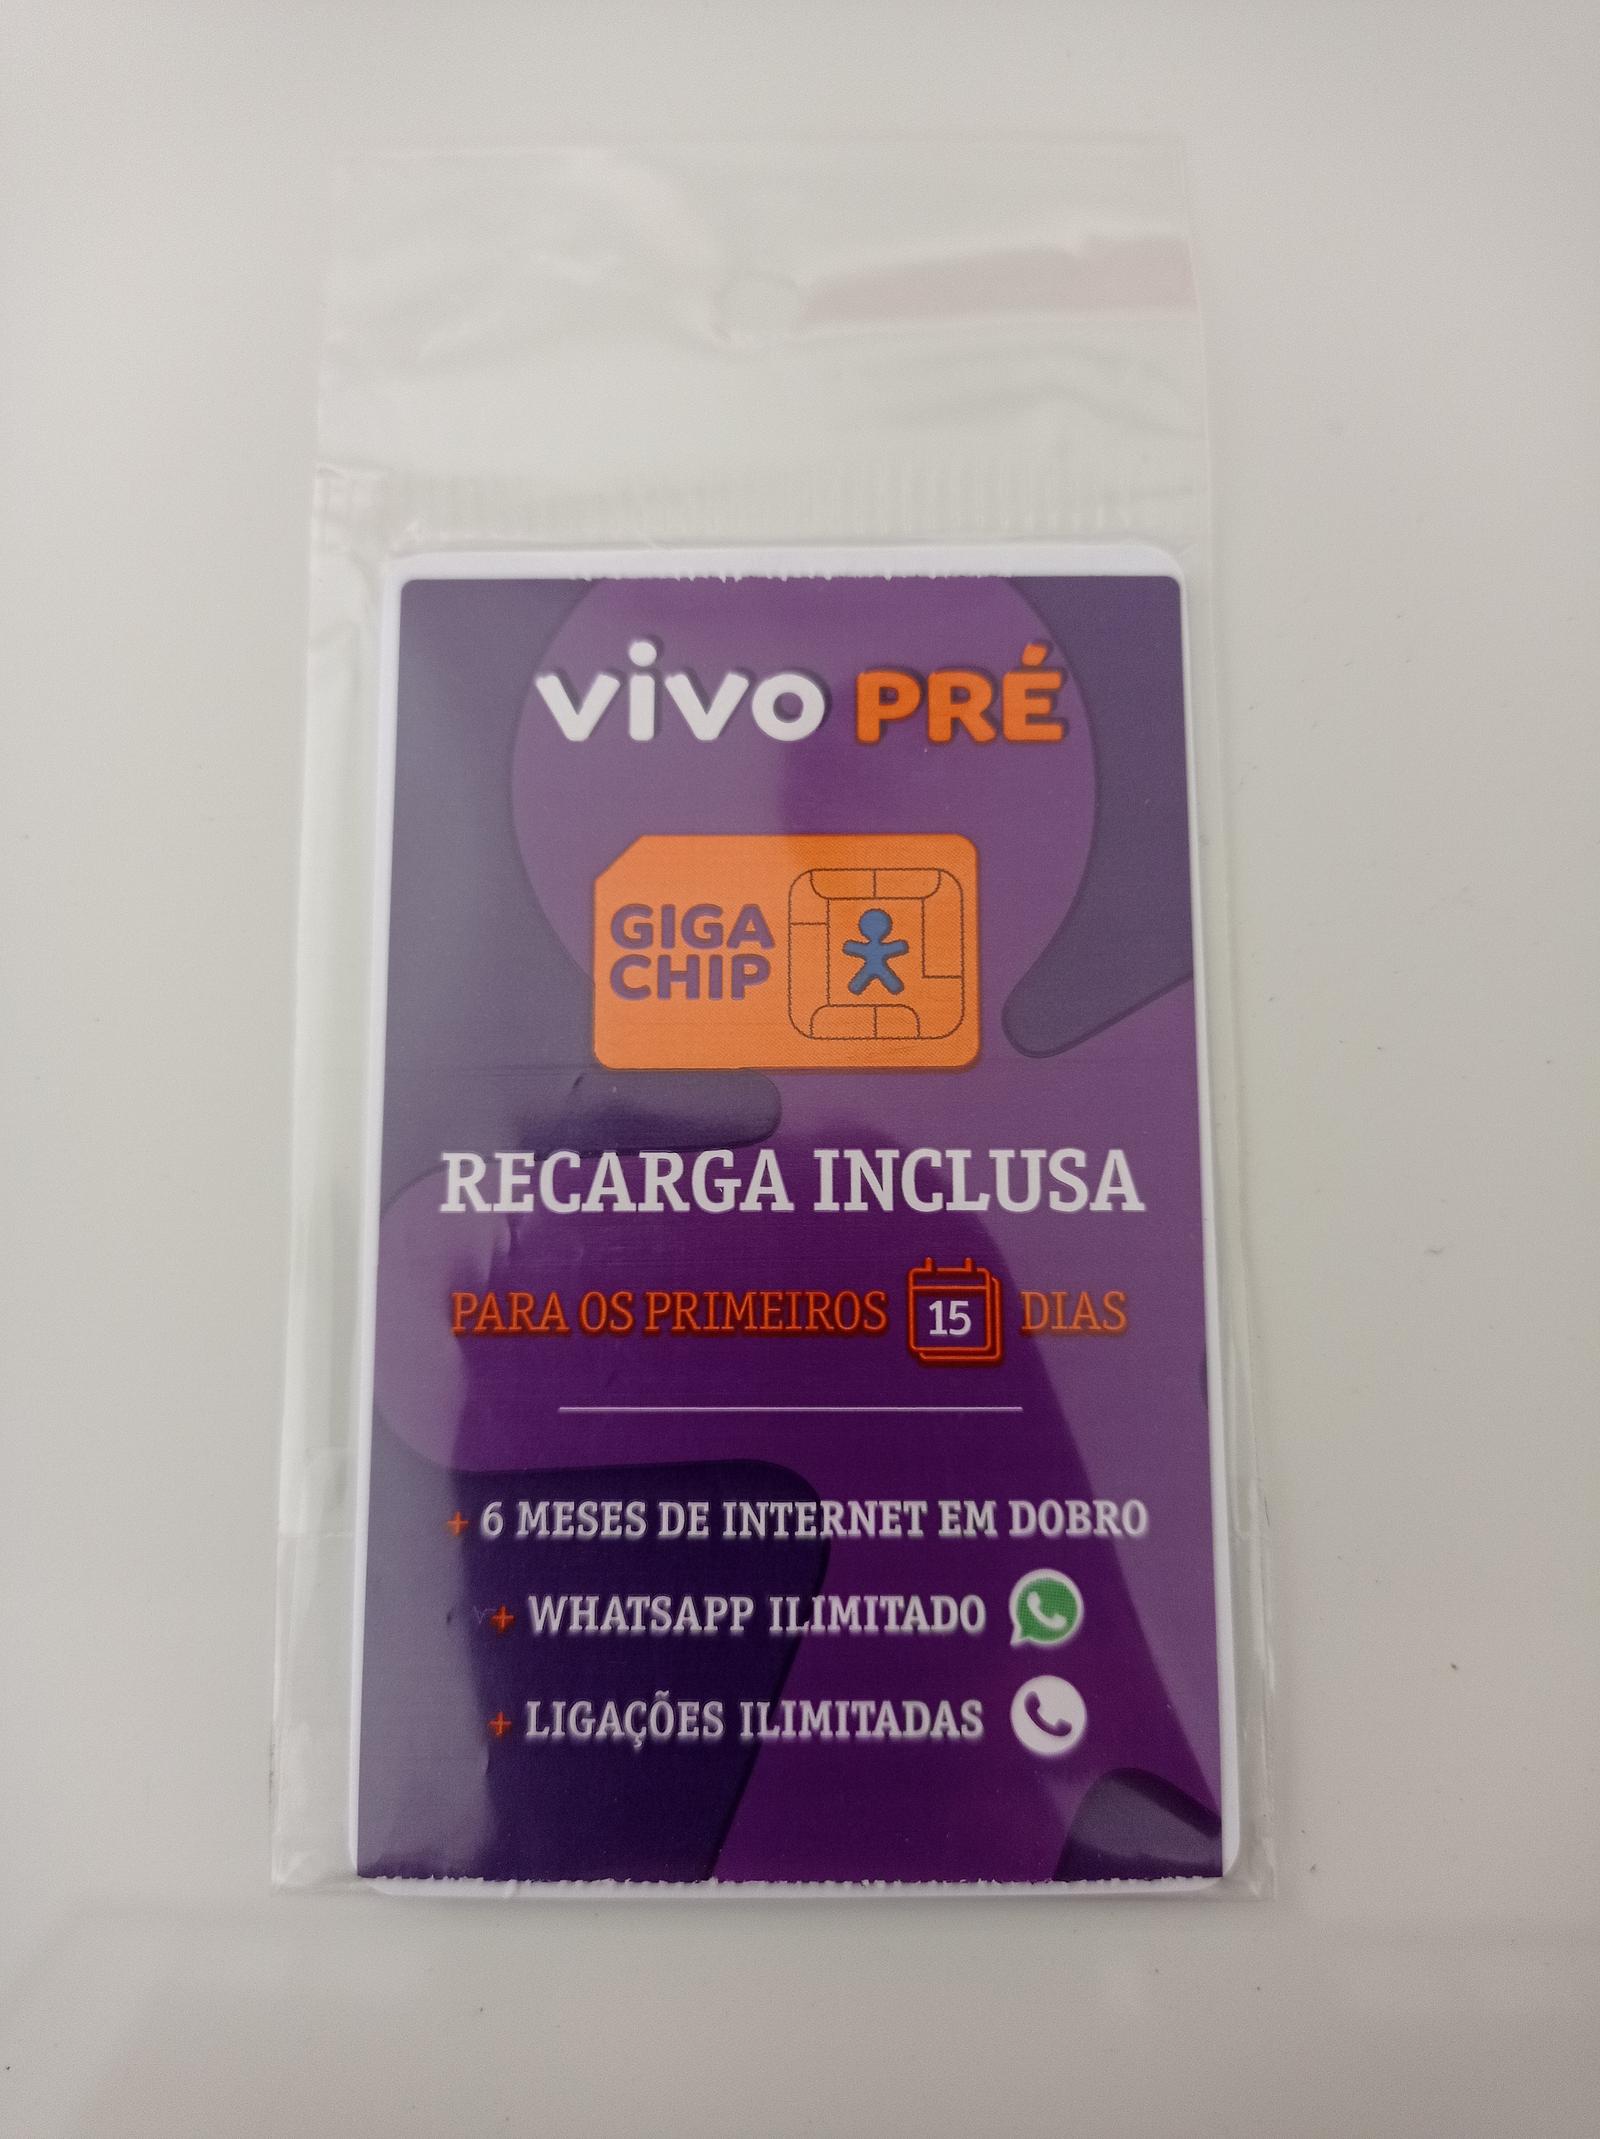 vivo PRÉ
GIGA
CHIP
RECARGA INCLUSA
PARA OS PRIMEIROS 15 DIAS
+ 6 MESES DE INTERNET EM DOBRO
+ WHATSAPP ILIMITADO
+ LIGAÇÕES ILIMITADAS